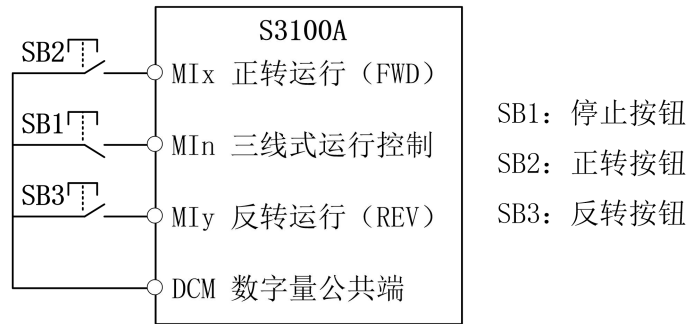 S3100A
SB2 MIx 正转运行（FWD）
SB1 MIn 三线式运行控制
SB3 MIy 反转运行（REV）
DCM 数字量公共端
SB1：停止按钮
SB2：正转按钮
SB3：反转按钮